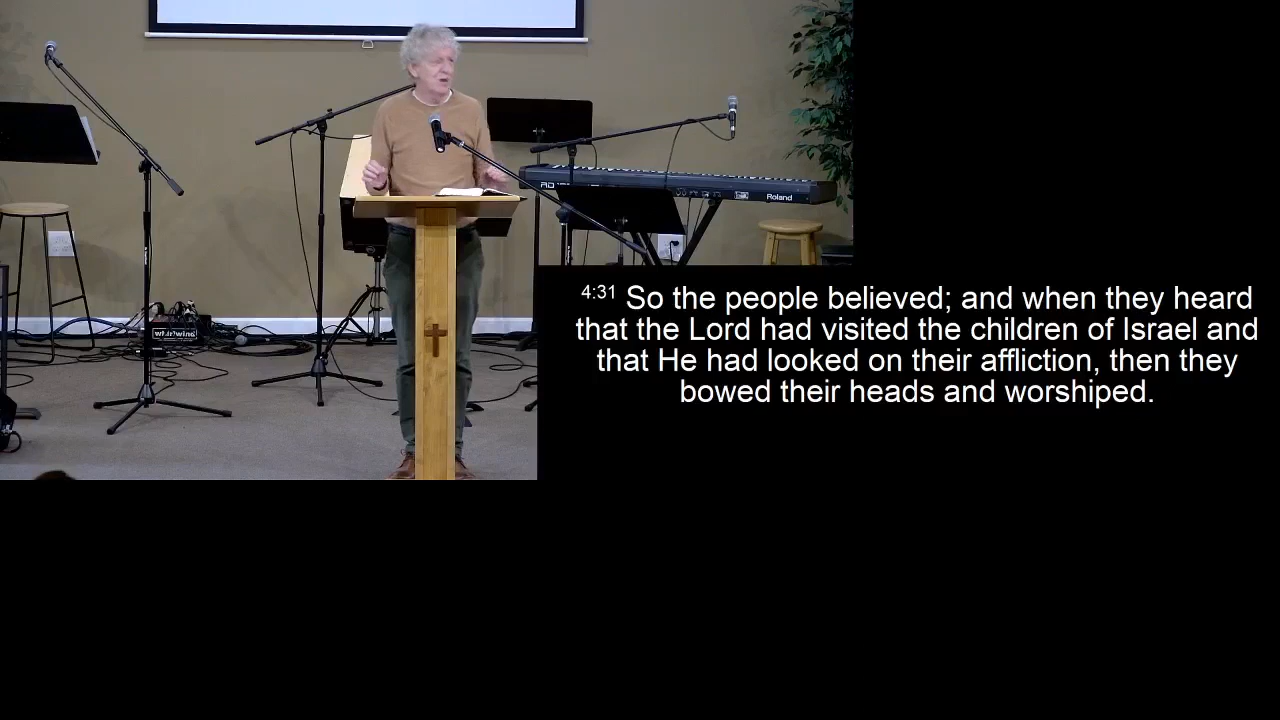 Roland
4:31 So the people believed; and when they heard
that the Lord had visited the children of Israel and
that He had looked on their affliction, then they
bowed their heads and worshiped.